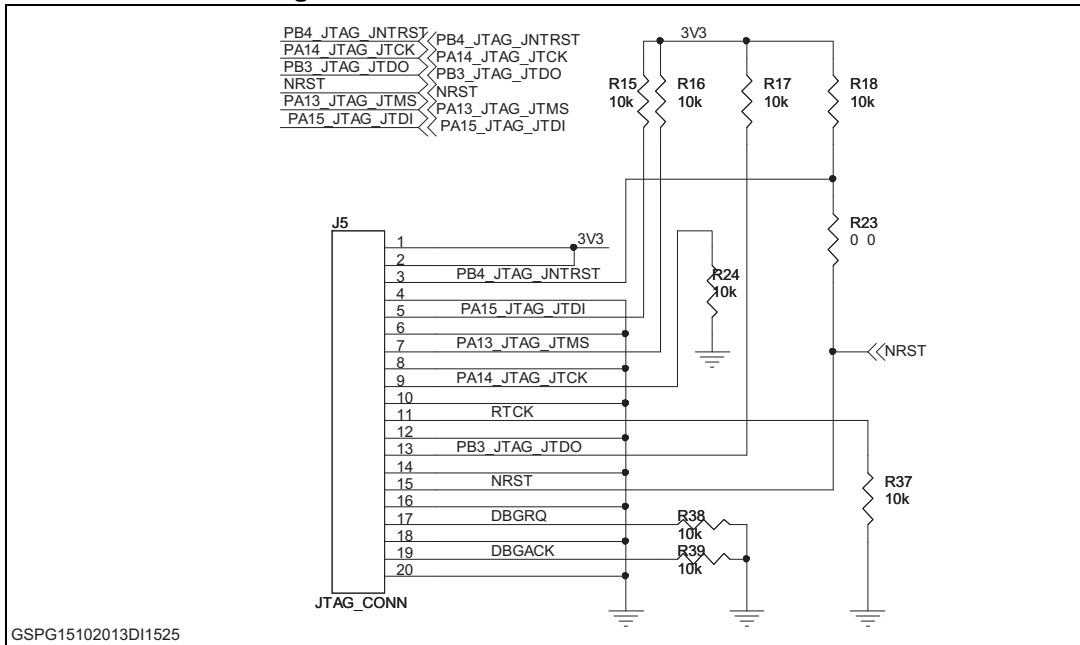 PB4_JTAG_JNTRST
PA14_JTAG_JTCK
PB3_JTAG_JTDO
NRST
PA13_JTAG_JTMS
PA15_JTAG_JTDI
PB4_JTAG_JNTRST
PA14_JTAG_JTCK
PB3_JTAG_JTDO
NRST
PA13_JTAG_JTMS
PA15_JTAG_JTDI
3V3
R15
10k
R16
10k
R17
10k
R18
10k
R23
0 0
J5
1
3V3
2
3 PB4_JTAG_JNTRST
4
5 PA15_JTAG_JTDI
6
7 PA13_JTAG_JTMS
8
9 PA14_JTAG_JTCK
10
11 RTCK
12
13 PB3_JTAG_JTDO
14
15 NRST
16
17 DBGRQ
18
19 DBGACK
20
JTAG_CONN
R24
10k
NRST
R37
10k
R38
10k
R39
10k
GSPG15102013DI1525